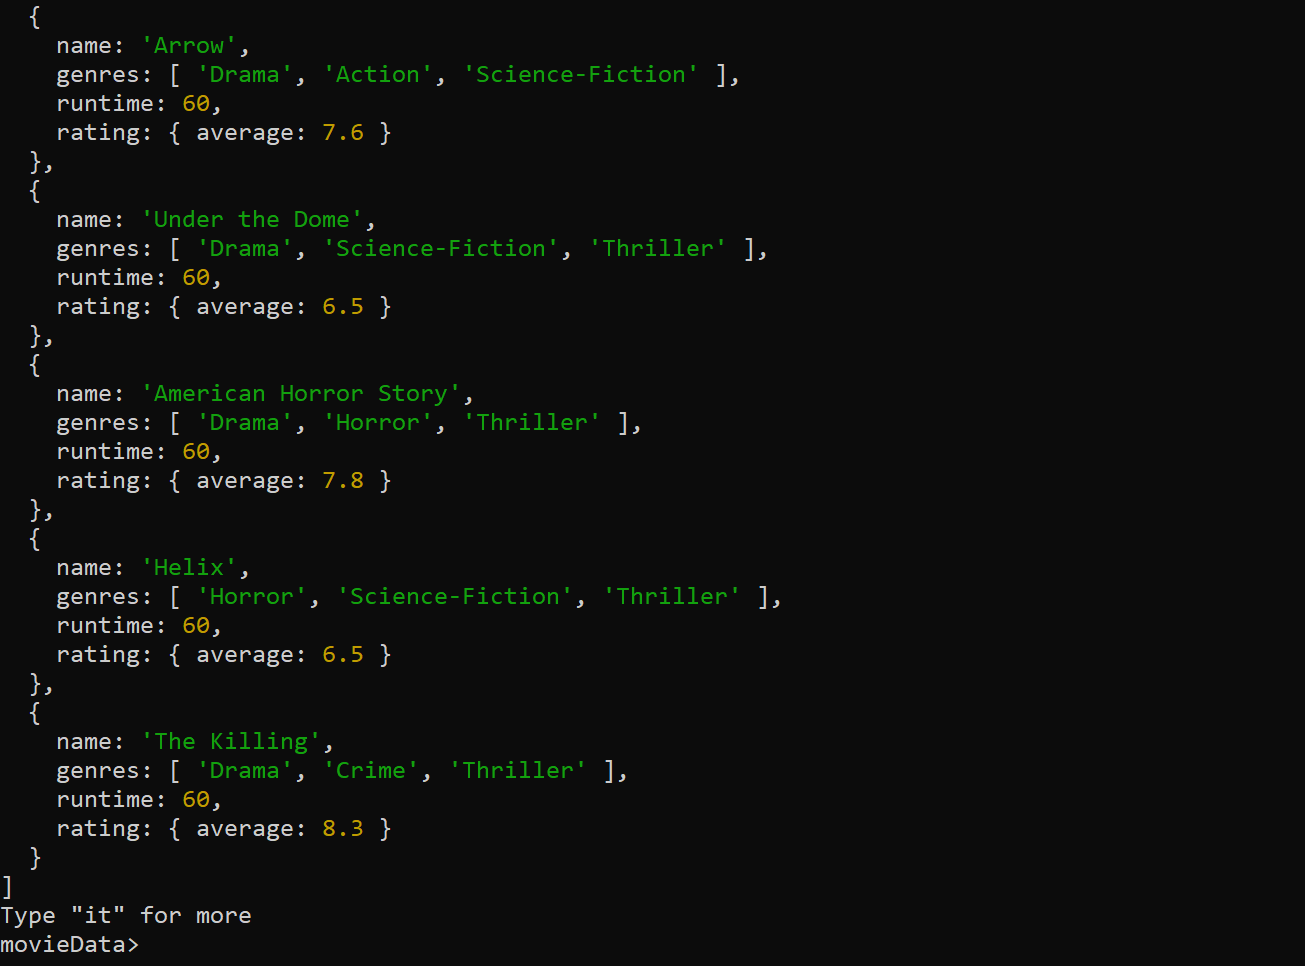 {
    name: 'Arrow',
    genres: [ 'Drama', 'Action', 'Science-Fiction' ],
    runtime: 60,
    rating: { average: 7.6 }
  },
  {
    name: 'Under the Dome',
    genres: [ 'Drama', 'Science-Fiction', 'Thriller' ],
    runtime: 60,
    rating: { average: 6.5 }
  },
  {
    name: 'American Horror Story',
    genres: [ 'Drama', 'Horror', 'Thriller' ],
    runtime: 60,
    rating: { average: 7.8 }
  },
  {
    name: 'Helix',
    genres: [ 'Horror', 'Science-Fiction', 'Thriller' ],
    runtime: 60,
    rating: { average: 6.5 }
  },
  {
    name: 'The Killing',
    genres: [ 'Drama', 'Crime', 'Thriller' ],
    runtime: 60,
    rating: { average: 8.3 }
  }
]
Type "it" for more
movieData>